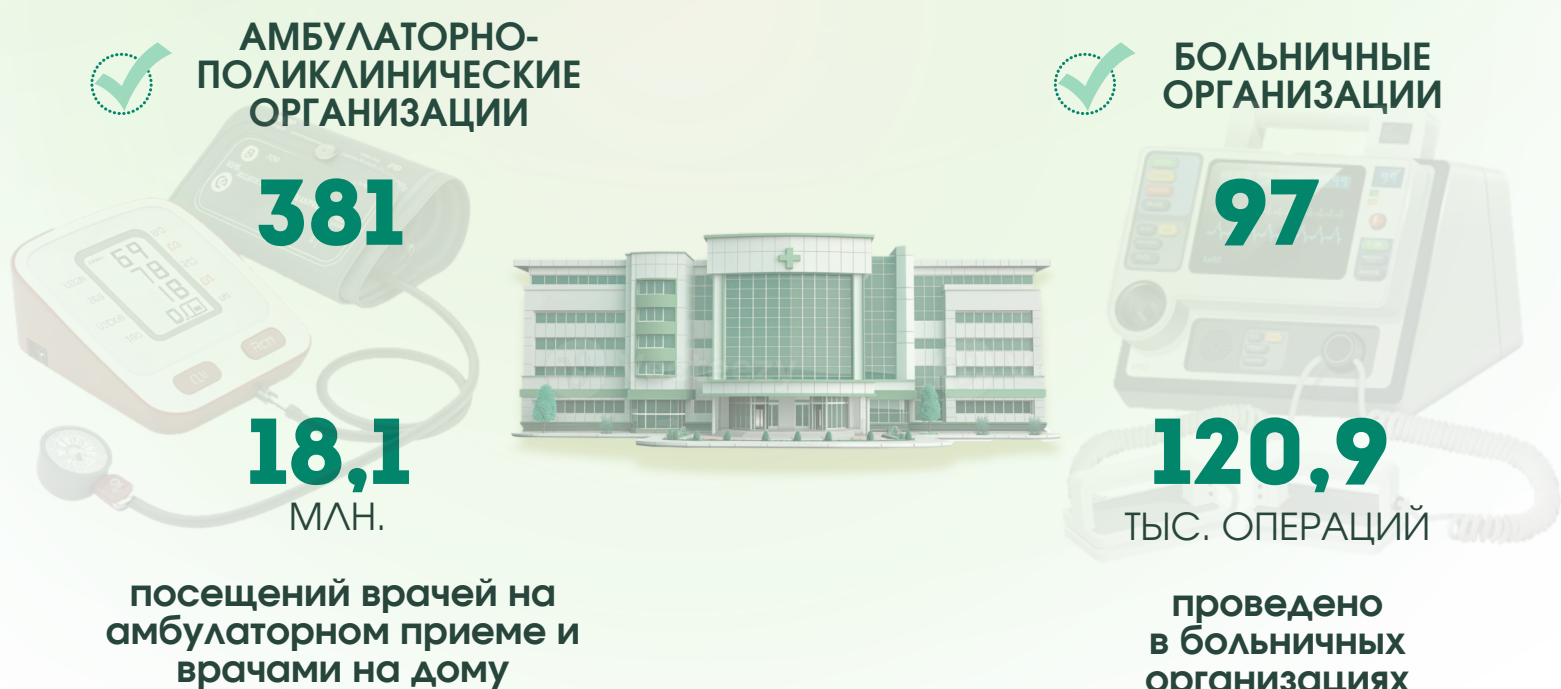 АМБУЛАТОРНО-
ПОЛИКЛИНИЧЕСКИЕ
ОРГАНИЗАЦИИ
381
18,1
МЛН.
посещений врачей на
амбулаторном приеме и
врачами на дому
БОЛЬНИЧНЫЕ
ОРГАНИЗАЦИИ
97
120,9
ТЫС. ОПЕРАЦИЙ
проведено
в больничных
организациях